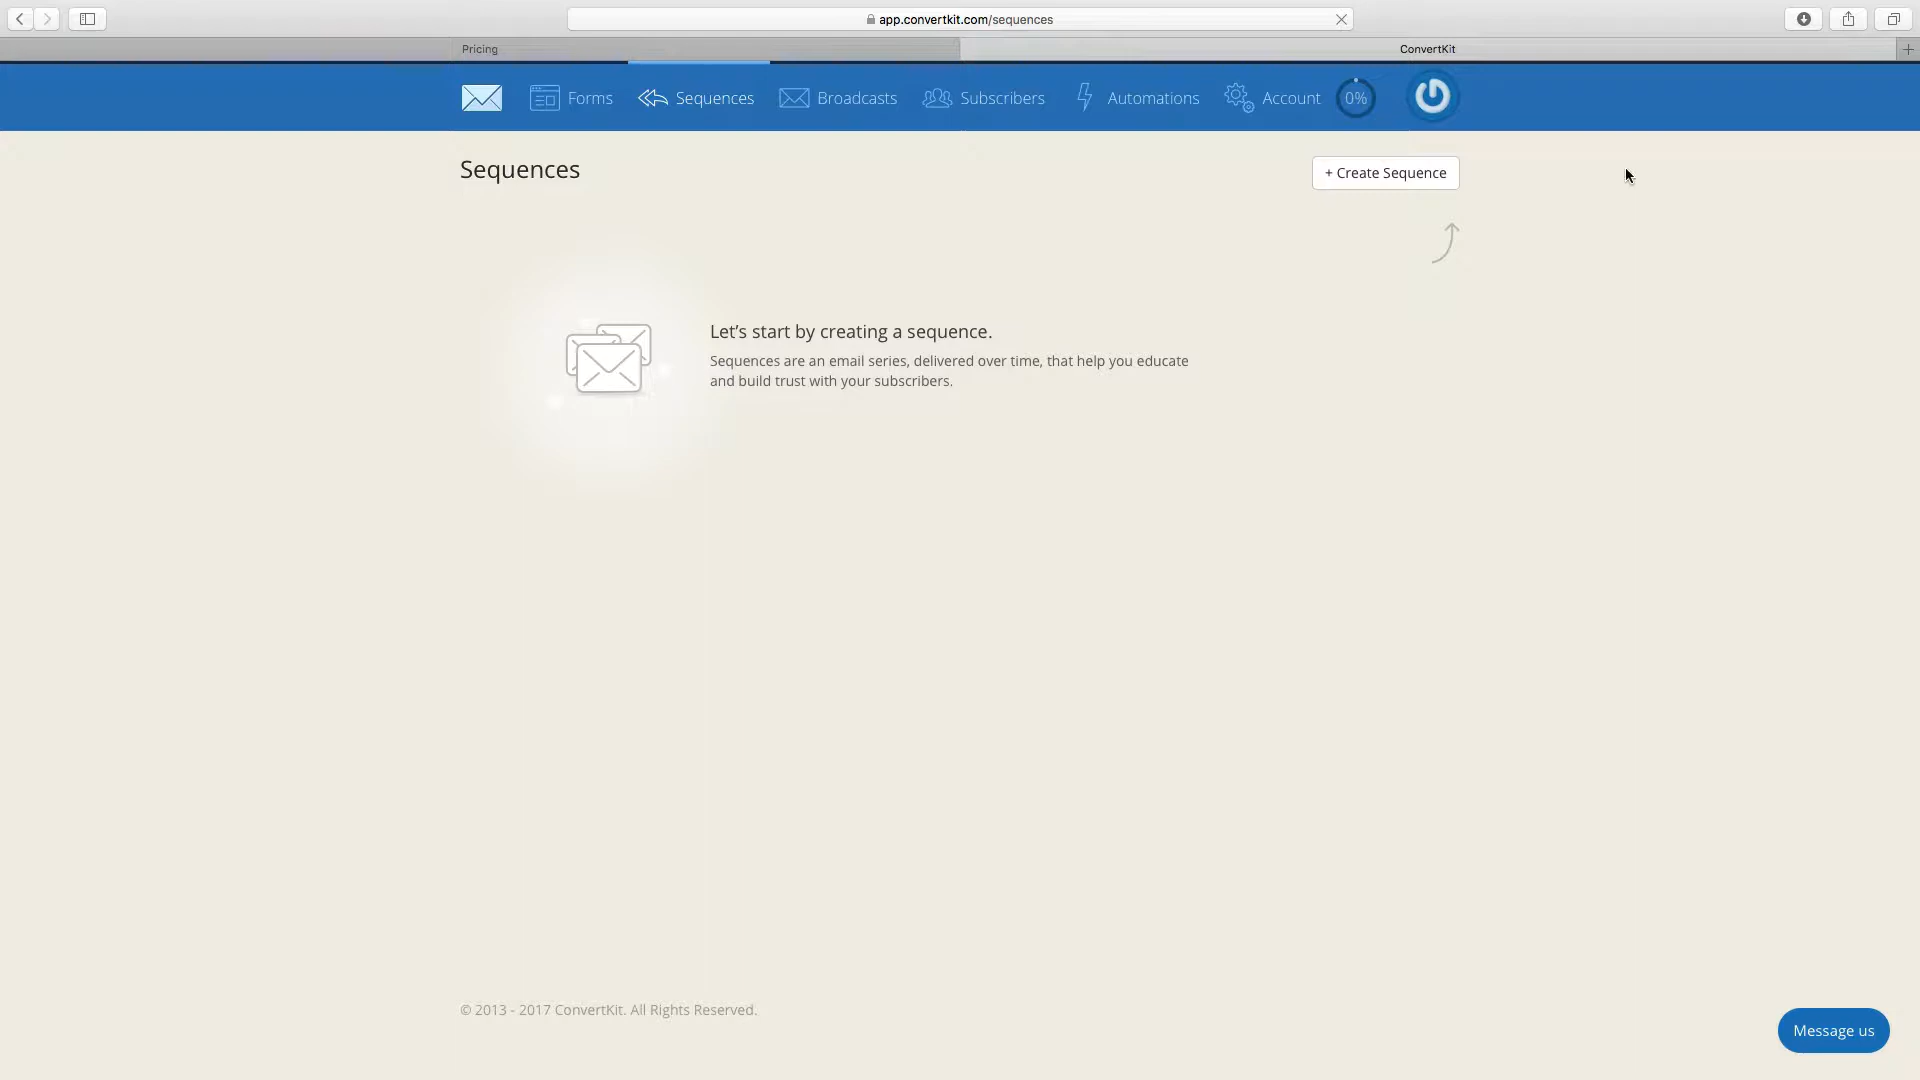 app.convertkit.com/sequences
Pricing
ConvertKit
Forms
Sequences
Broadcasts
Subscribers
Automations
Account
0%
Sequences
+ Create Sequence
Let’s start by creating a sequence.
Sequences are an email series, delivered over time, that help you educate
and build trust with your subscribers.
© 2013 - 2017 ConvertKit. All Rights Reserved.
Message us